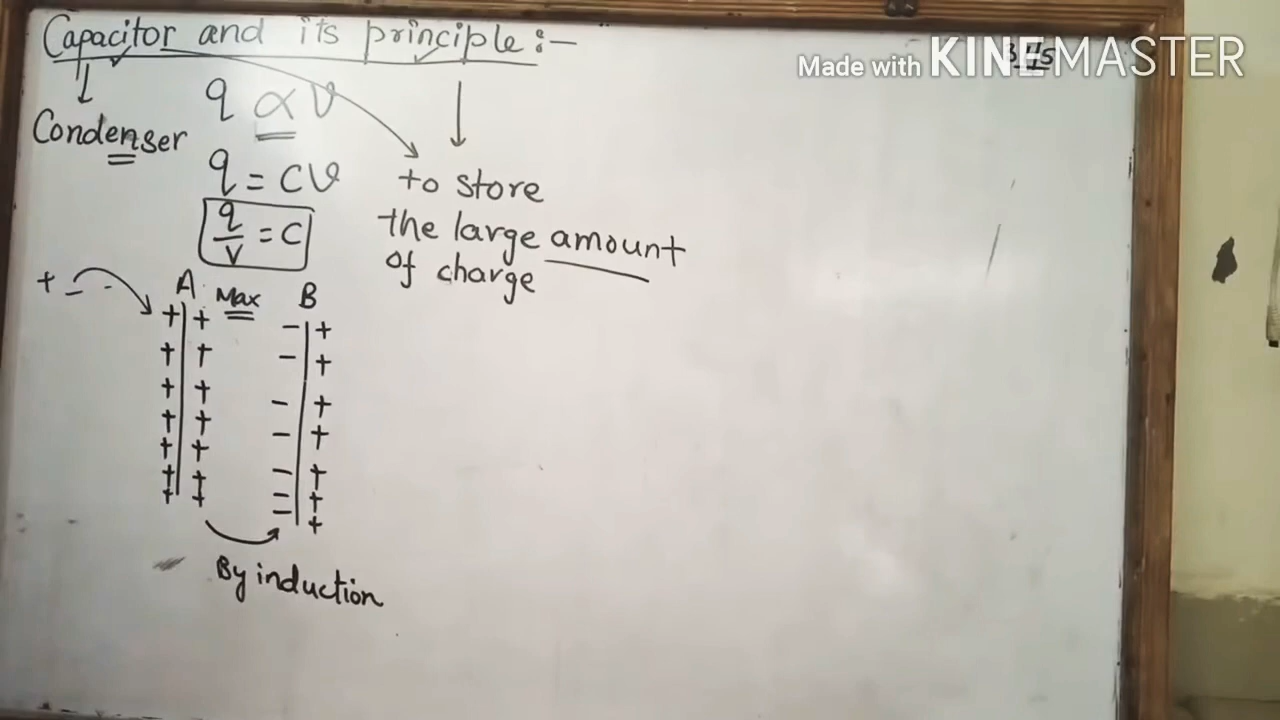 Capacitor and its principle :-
Made with KINEMASTER
Condenser
q ∝ V
q = CV
q/V = C
to store
the large amount
of charge
+ - -
A Max B
+ + - +
+ + - +
+ + - +
+ + - +
+ + - +
+ + - +
+ + - +
By induction